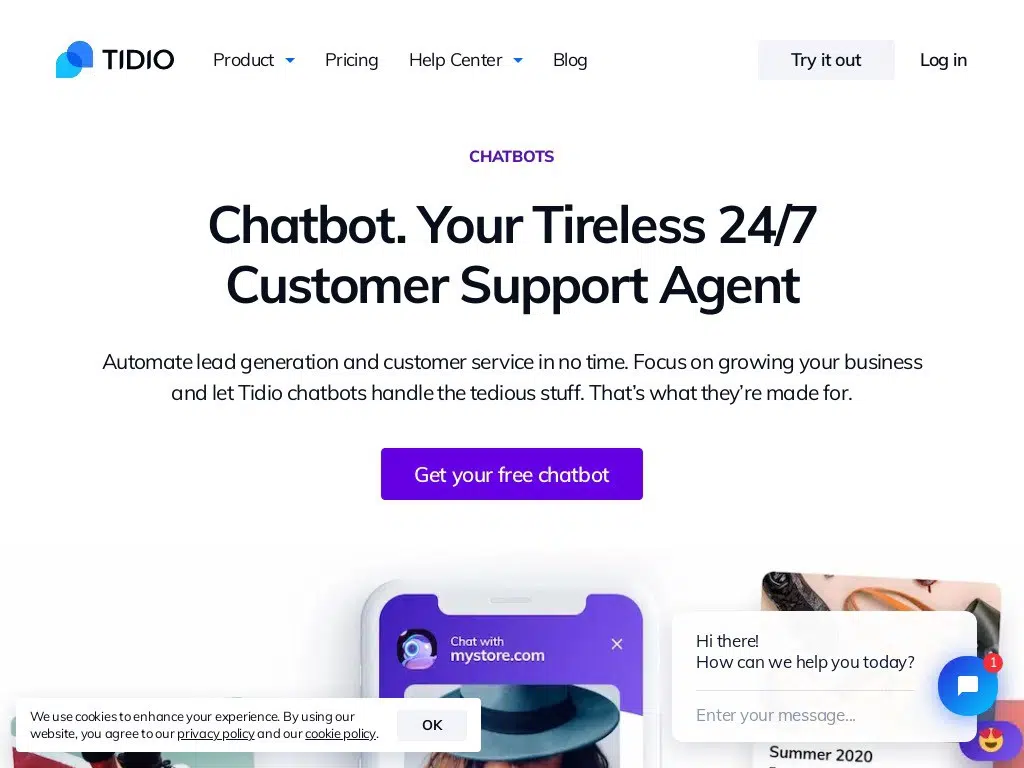 TIDIO
Product
Pricing
Help Center
Blog
Try it out
Log in
CHATBOTS
Chatbot. Your Tireless 24/7
Customer Support Agent
Automate lead generation and customer service in no time. Focus on growing your business
and let Tidio chatbots handle the tedious stuff. That’s what they’re made for.
Get your free chatbot
Chat with
mystore.com
Hi there!
How can we help you today?
1
Enter your message...
We use cookies to enhance your experience. By using our
website, you agree to our privacy policy and our cookie policy.
OK
Summer 2020